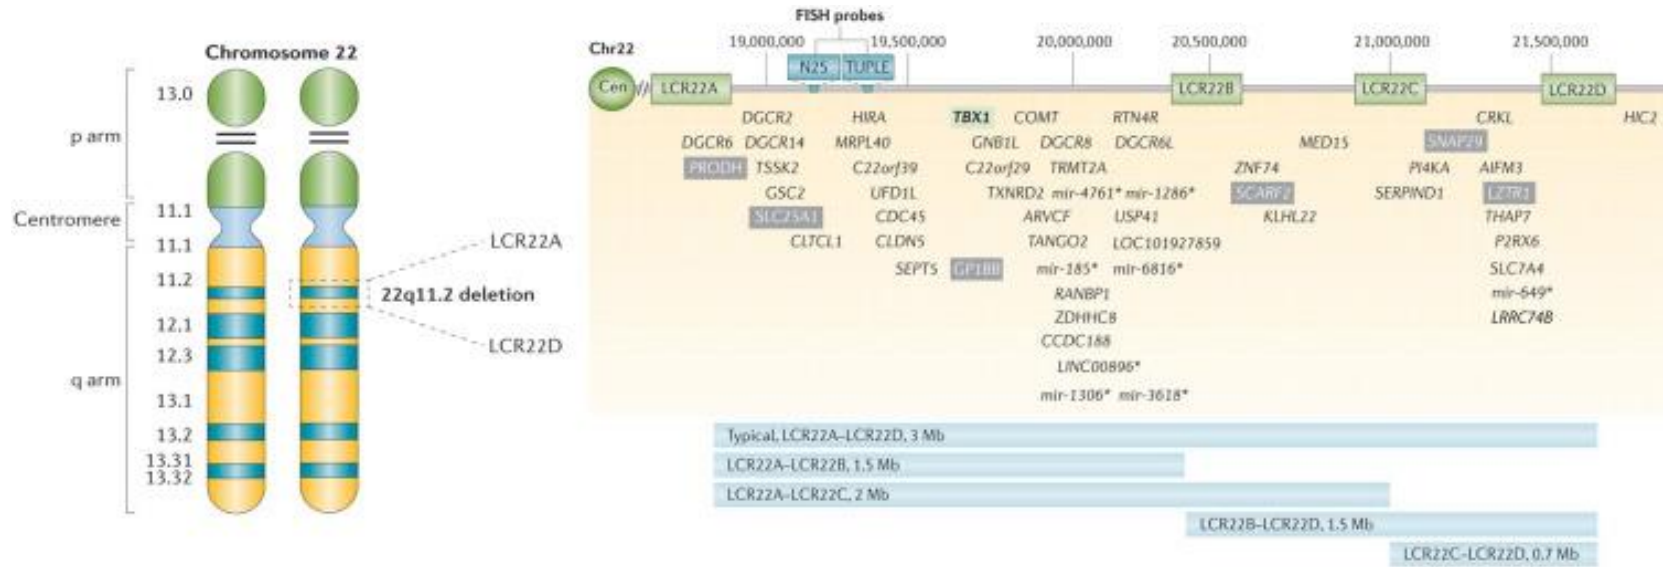 Chromosome 22
13.0
p arm
11.1
Centromere
11.1
11.2
12.1
12.3
q arm
13.1
13.2
13.31
13.32
LCR22A
22q11.2 deletion
LCR22D
FISH probes
Chr22
19,000,000 19,500,000 20,000,000 20,500,000 21,000,000 21,500,000
N25 TUPLE
Cen // LCR22A LCR22B LCR22C LCR22D
DGCR2 HIRA TBX1 COMT RTN4R CRKL HIC2
DGCR6 DGCR14 MRPL40 GNB1L DGCR8 DGCR6L MED15 SNAP29
PRODH TSSK2 C22orf39 C22orf29 TRMT2A ZNF74 PI4KA AIFM3
GSC2 UFD1L TXNRD2 mir-4761* mir-1286* SCARF2 SERPIND1 LZTR1
SLC25A1 CDC45 ARVCF USP41 KLHL22 THAP7
CLTCL1 CLDN5 TANGO2 LOC101927859 P2RX6
SEPT5 GP1BB mir-185* mir-6816* SLC7A4
RANBP1 mir-649*
ZDHHC8 LRRC74B
CCDC188
LINC00896*
mir-1306* mir-3618*
Typical, LCR22A–LCR22D, 3 Mb
LCR22A–LCR22B, 1.5 Mb
LCR22A–LCR22C, 2 Mb
LCR22B–LCR22D, 1.5 Mb
LCR22C–LCR22D, 0.7 Mb